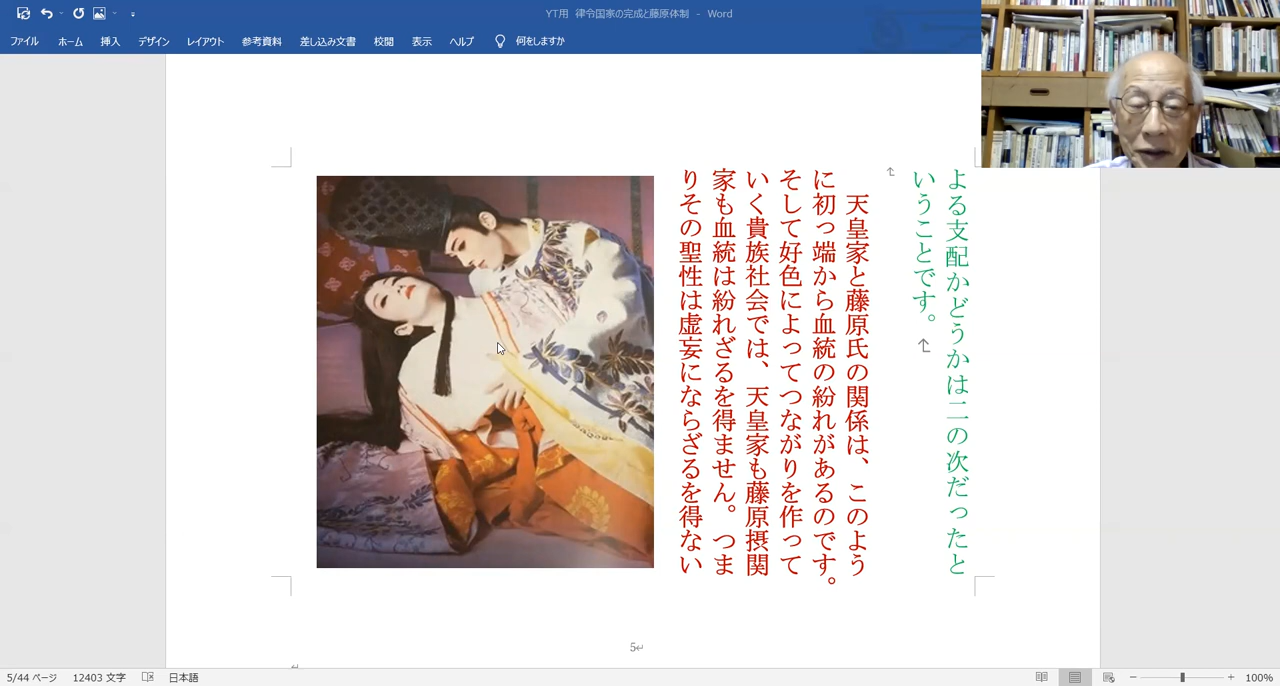 YT用 律令国家の完成と藤原体制 - Word
ファイル ホーム 挿入 デザイン レイアウト 参考資料 差し込み文書 校閲 表示 ヘルプ 何をしますか
よる支配かどうかは二の次だったと
いうことです。
天皇家と藤原氏の関係は、このよう
に初っ端から血統の紛れがあるのです。
そして好色によってつながりを作って
いく貴族社会では、天皇家も藤原摂関
家も血統は紛れざるを得ません。つま
りその聖性は虚妄にならざるを得ない
5
5/44 ページ 12403 文字 日本語 100%